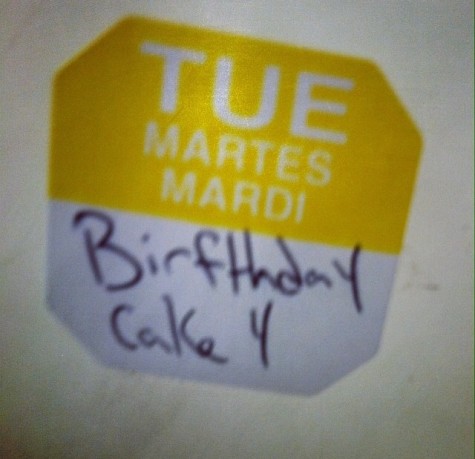 TUE
MARTES
MARDI
Birfthday
Cake 4